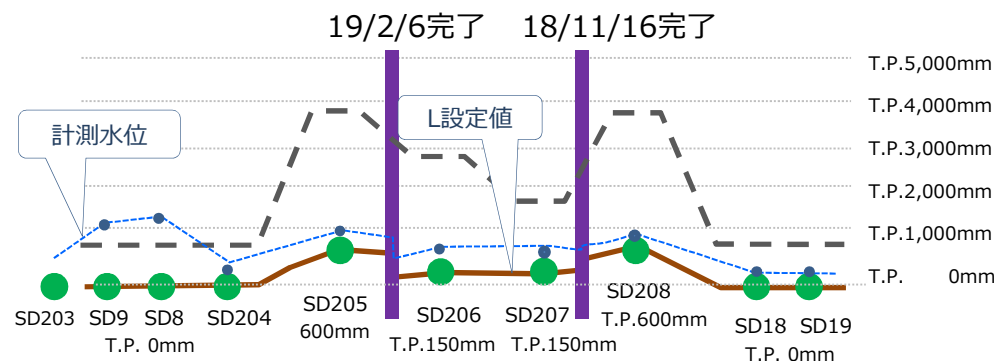 19/2/6完了 18/11/16完了
T.P.5,000mm
T.P.4,000mm
計測水位
L設定値
T.P.3,000mm
T.P.2,000mm
T.P.1,000mm
T.P. 0mm
SD203 SD9 SD8 SD204
T.P. 0mm
SD205
600mm
SD206 SD207
T.P.150mm T.P.150mm
SD208
T.P.600mm
SD18 SD19
T.P. 0mm